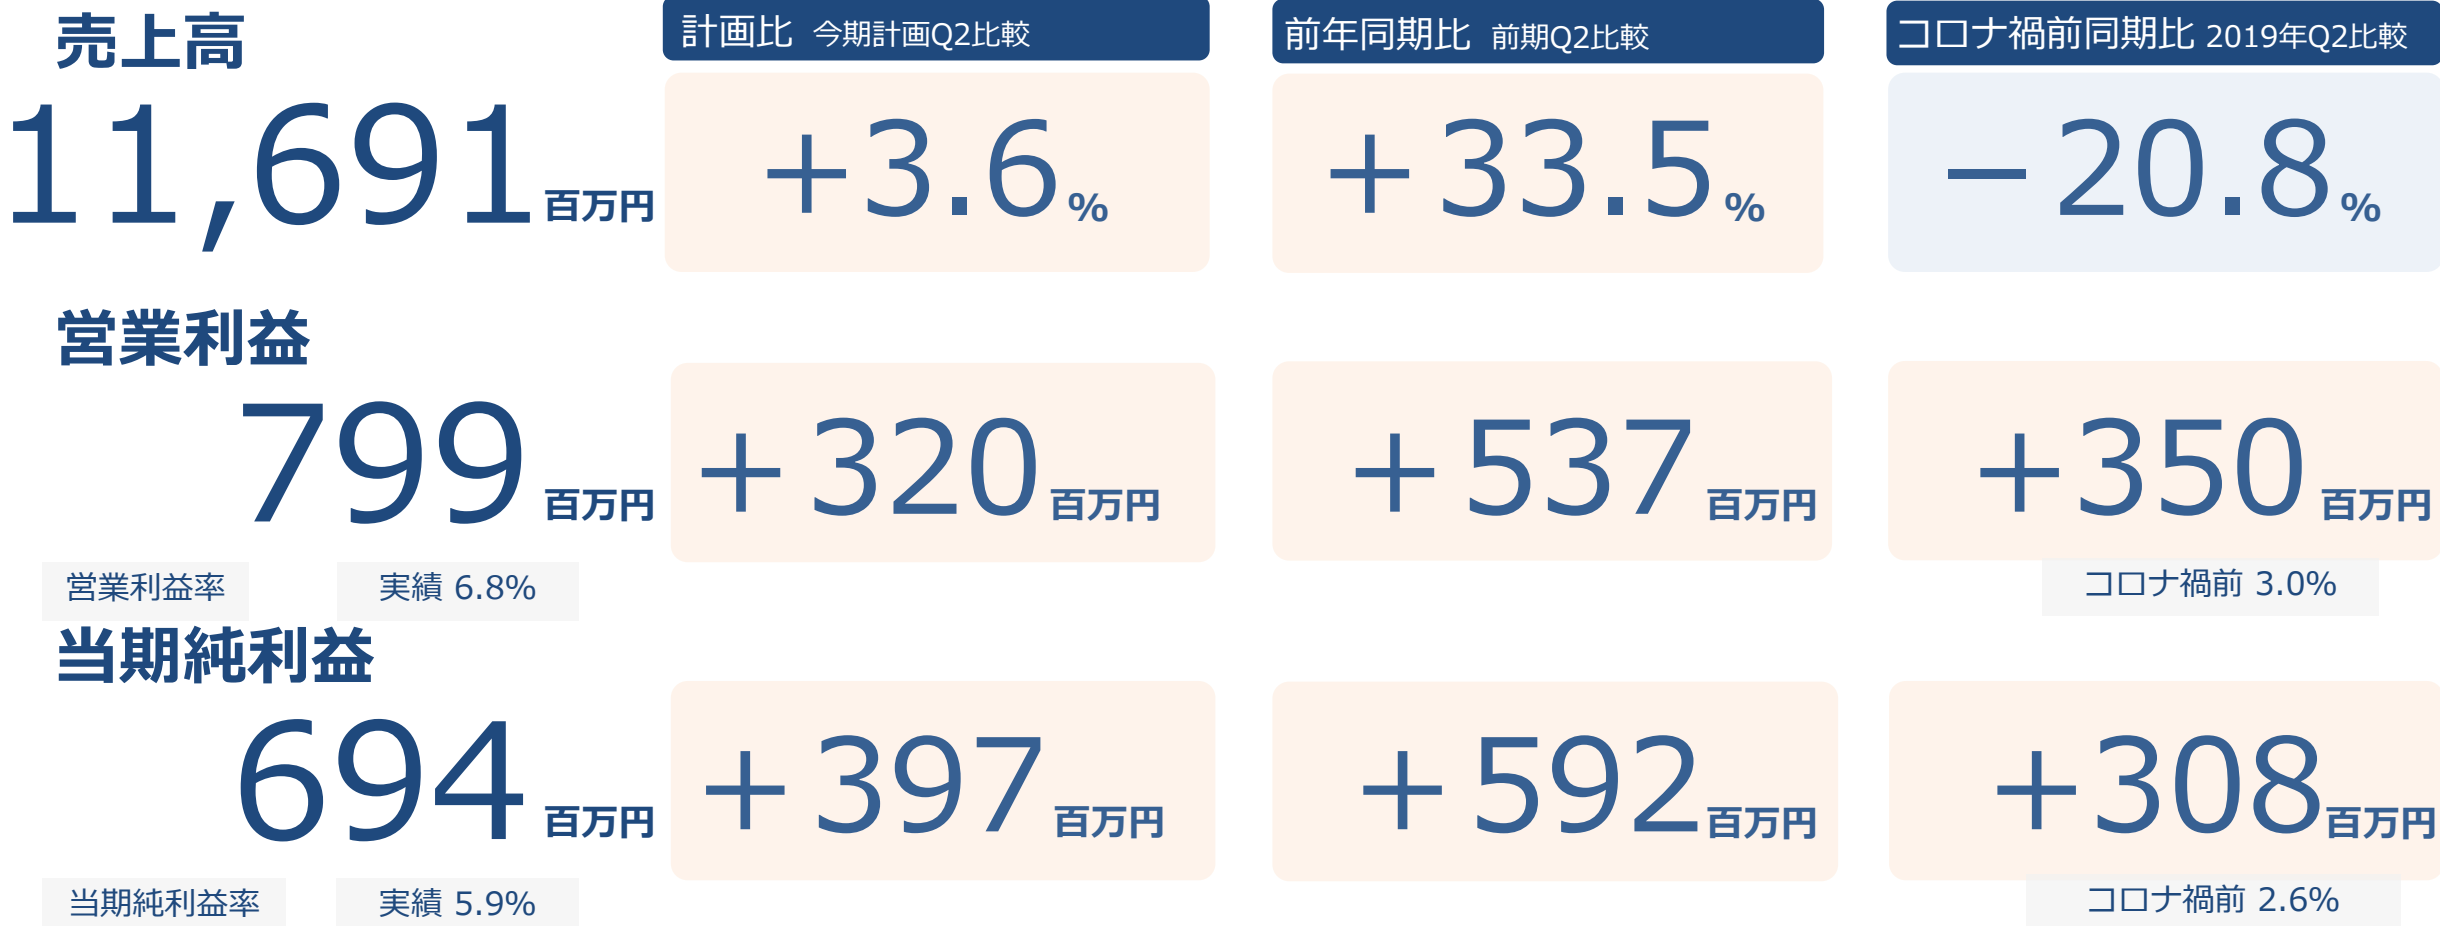 売上高
計画比 今期計画Q2比較
前年同期比 前期Q2比較
コロナ禍前同期比 2019年Q2比較
11,691百万円
+3.6%
+33.5%
－20.8%
営業利益
799百万円
+320百万円
+537百万円
+350百万円
営業利益率
実績 6.8%
コロナ禍前 3.0%
当期純利益
694百万円
+397百万円
+592百万円
+308百万円
当期純利益率
実績 5.9%
コロナ禍前 2.6%